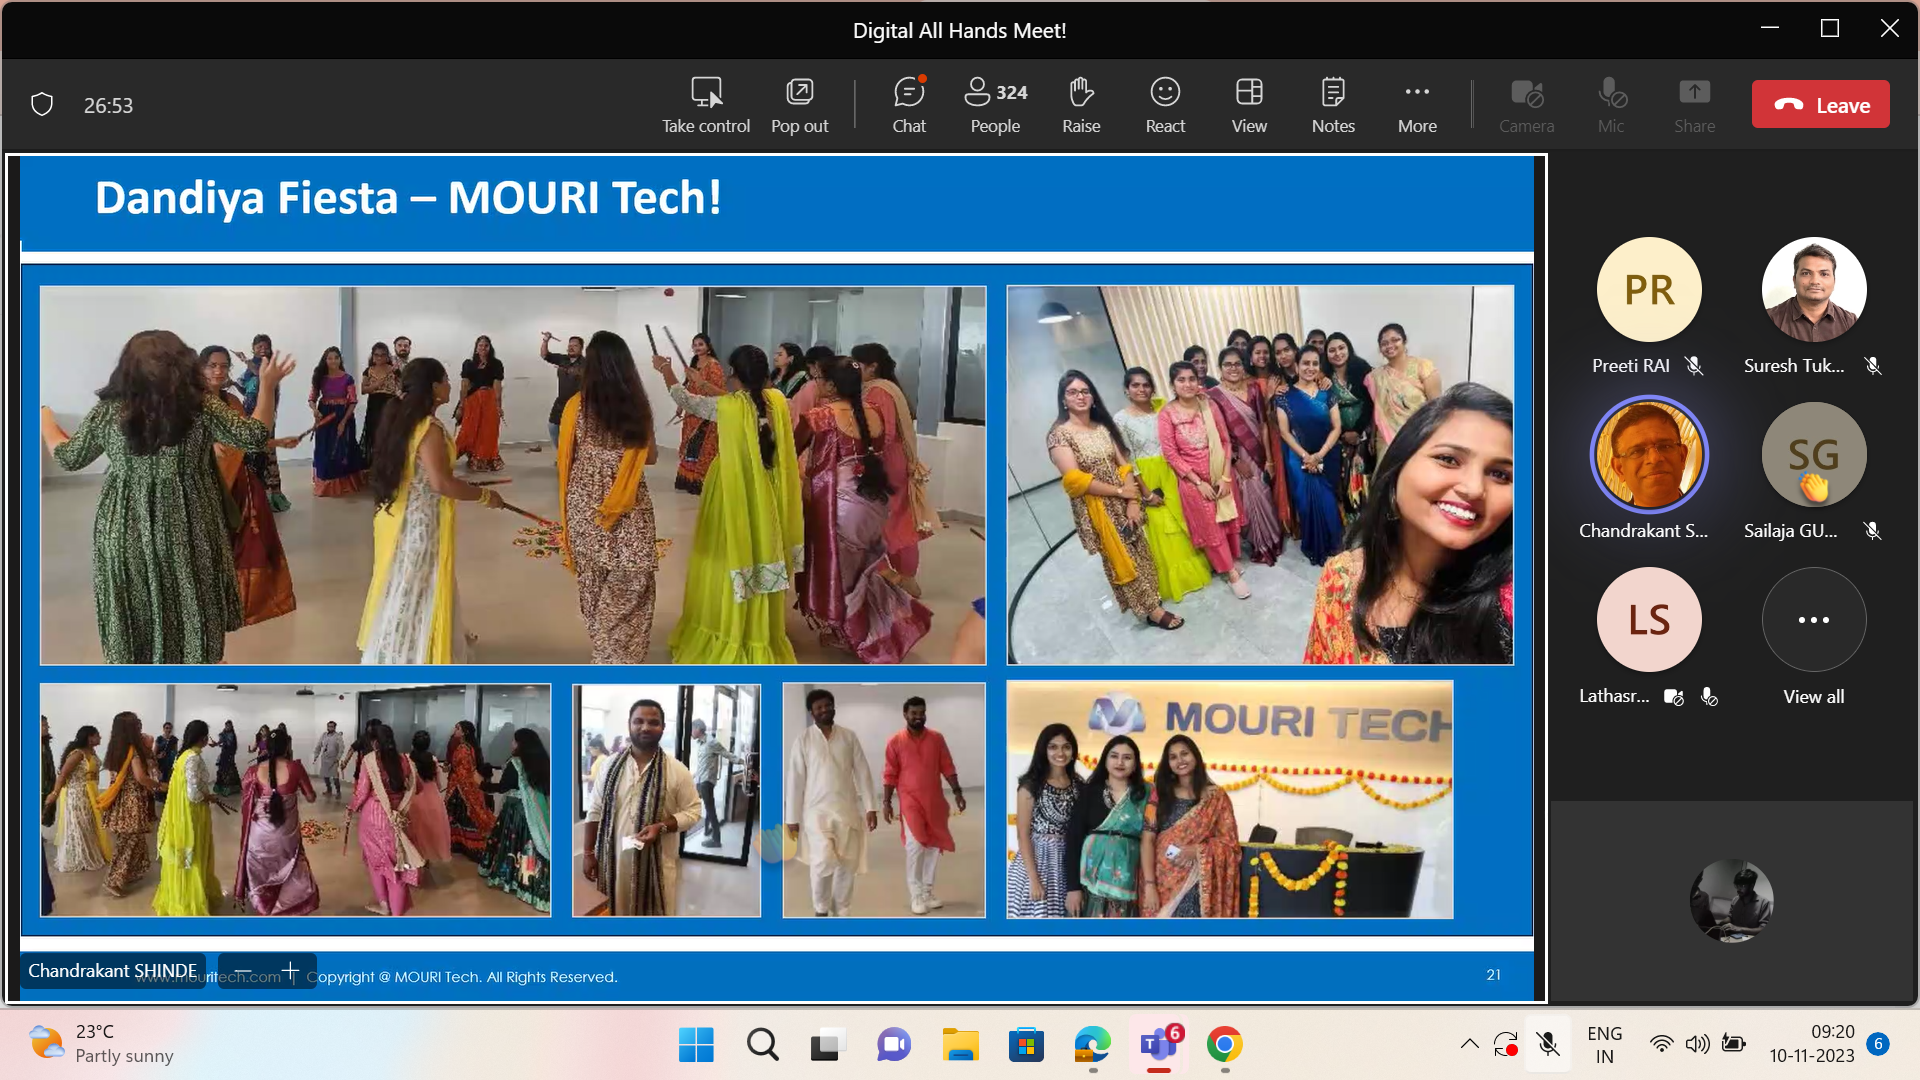 Digital All Hands Meet!
26:53
Take control
Pop out
Chat
324
People
Raise
React
View
Notes
More
Camera
Mic
Share
Leave
Dandiya Fiesta – MOURI Tech!
PR
Preeti RAI
Suresh Tuk...
Chandrakant S...
SG
Sailaja GU...
LS
Lathasr...
View all
MOURI TECH
Chandrakant SHINDE
www.mouritech.com | Copyright @ MOURI Tech. All Rights Reserved.
21
23°C
Partly sunny
T
6
ENG
IN
09:20
10-11-2023
6